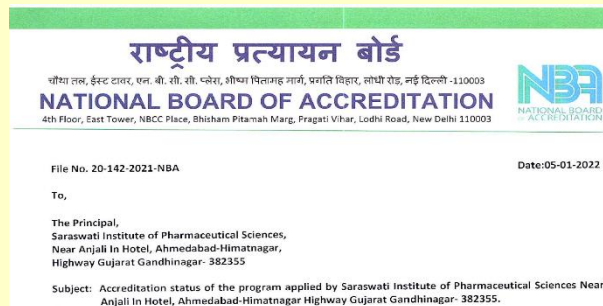 राष्ट्रीय प्रत्यायन बोर्ड
चौथा तल, ईस्ट टावर, एन. बी. सी. सी. प्लेस, भीष्म पितामह मार्ग, प्रगति विहार, लोधी रोड़, नई दिल्ली -110003
NATIONAL BOARD OF ACCREDITATION
4th Floor, East Tower, NBCC Place, Bhisham Pitamah Marg, Pragati Vihar, Lodhi Road, New Delhi 110003
NBA
NATIONAL BOARD
OF ACCREDITATION
File No. 20-142-2021-NBA
Date:05-01-2022
To,
The Principal,
Saraswati Institute of Pharmaceutical Sciences,
Near Anjali In Hotel, Ahmedabad-Himatnagar,
Highway Gujarat Gandhinagar- 382355
Subject: Accreditation status of the program applied by Saraswati Institute of Pharmaceutical Sciences Near
Anjali In Hotel, Ahmedabad-Himatnagar Highway Gujarat Gandhinagar- 382355.